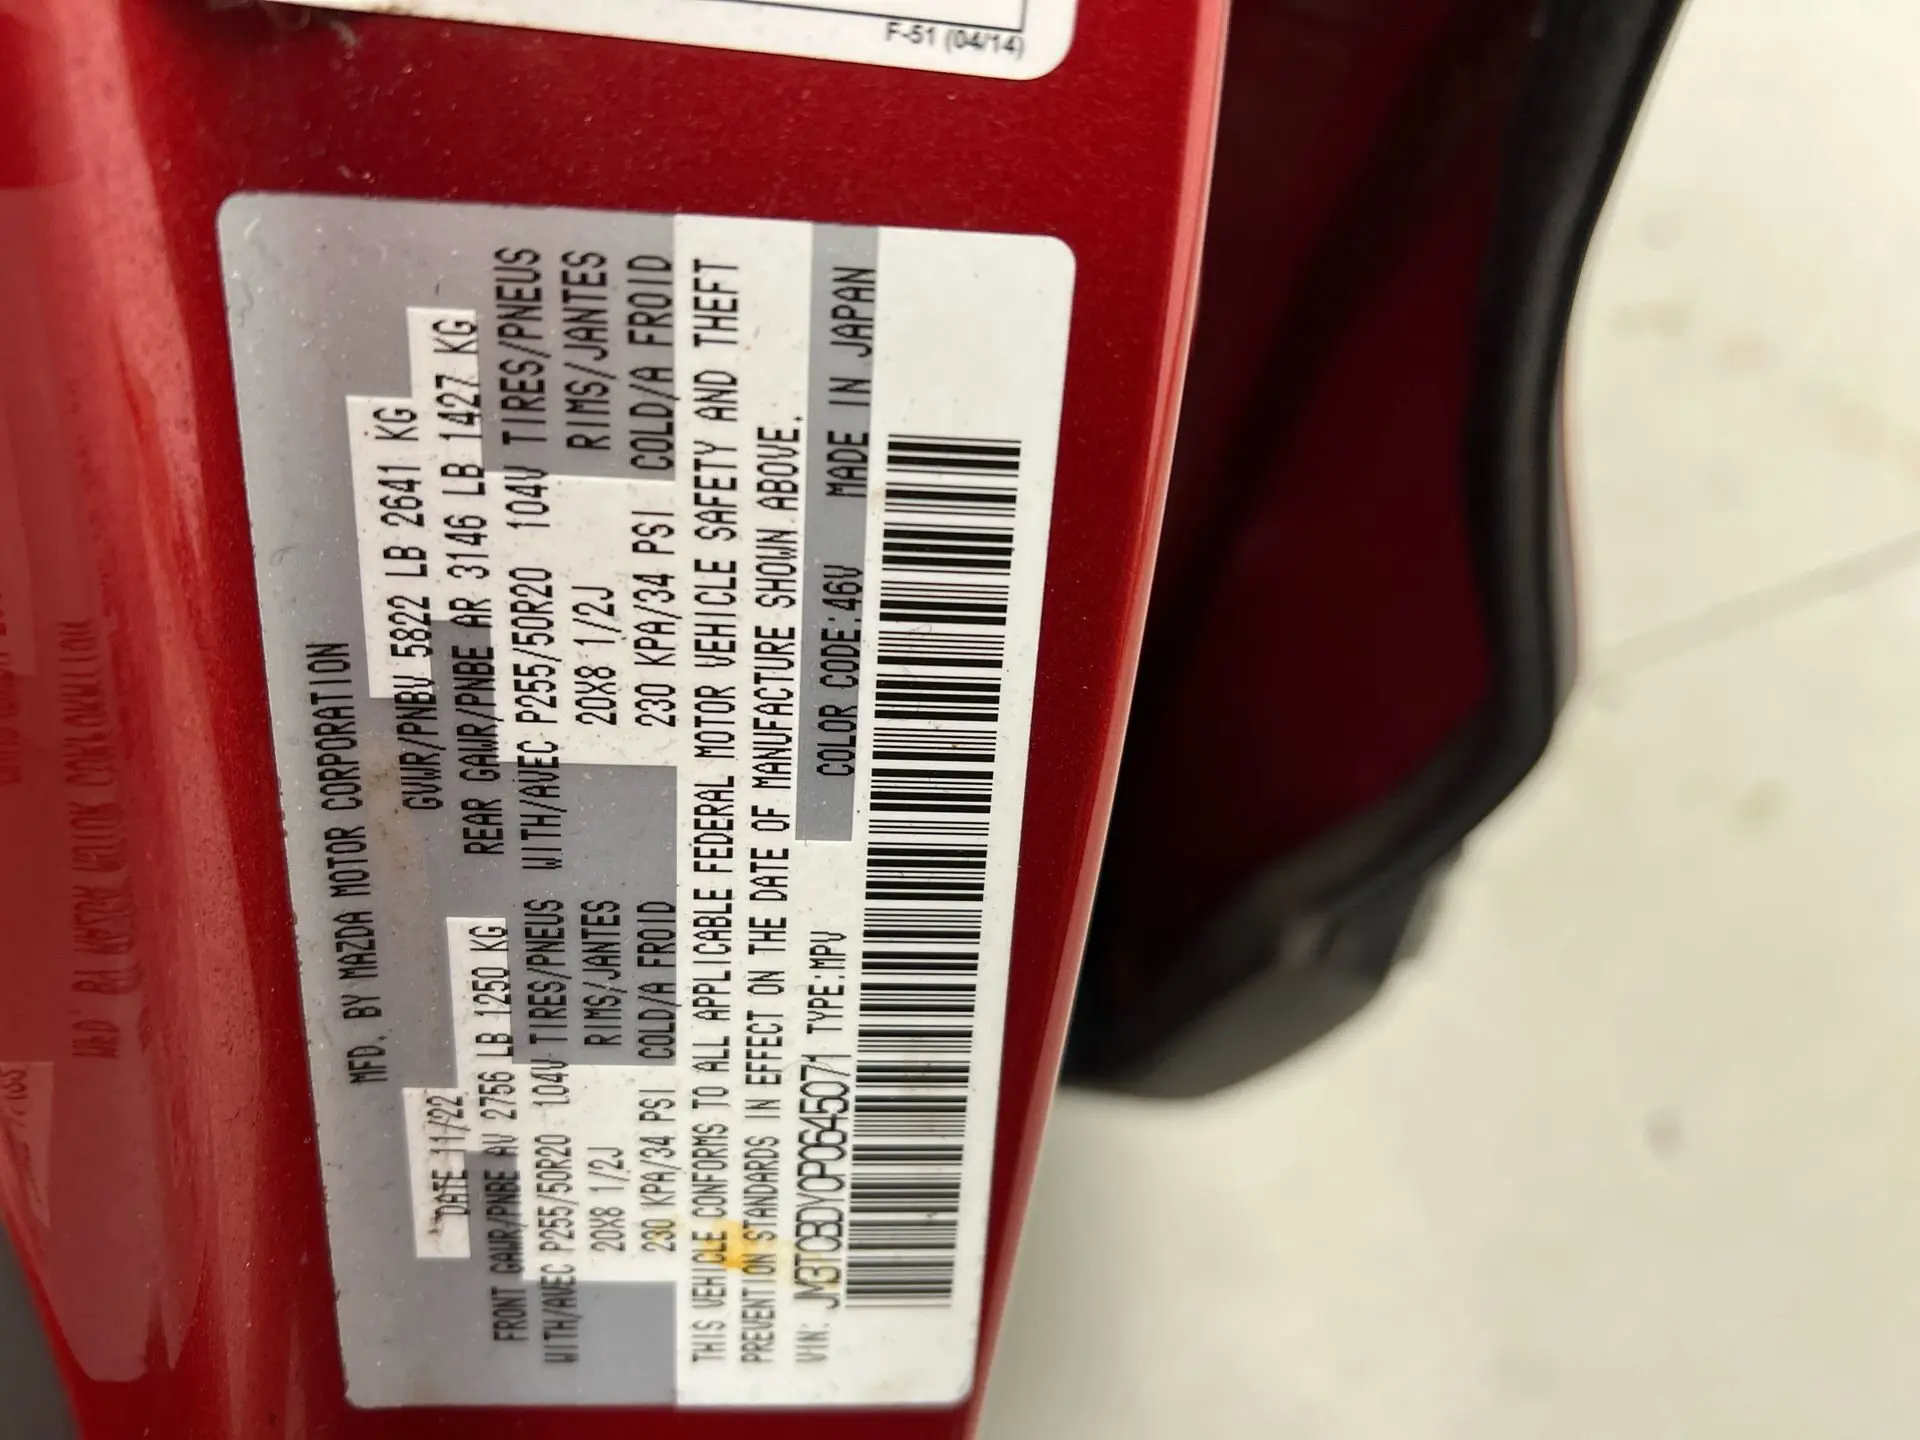 F-51 (04/14)
MFD. BY MAZDA MOTOR CORPORATION
DATE 11/22 GVWR/PNBV 5822 LB 2641 KG
FRONT GAWR/PNBE AV 2756 LB 1250 KG REAR GAWR/PNBE AR 3146 LB 1427 KG
WITH/AVEC P255/50R20 104V TIRES/PNEUS WITH/AVEC P255/50R20 104V TIRES/PNEUS
20X8 1/2J RIMS/JANTES 20X8 1/2J RIMS/JANTES
230 KPA/34 PSI COLD/A FROID 230 KPA/34 PSI COLD/A FROID
THIS VEHICLE CONFORMS TO ALL APPLICABLE FEDERAL MOTOR VEHICLE SAFETY AND THEFT
PREVENTION STANDARDS IN EFFECT ON THE DATE OF MANUFACTURE SHOWN ABOVE.
VIN: JM3TCBDY0P0645071 TYPE:MPV COLOR CODE:46V MADE IN JAPAN